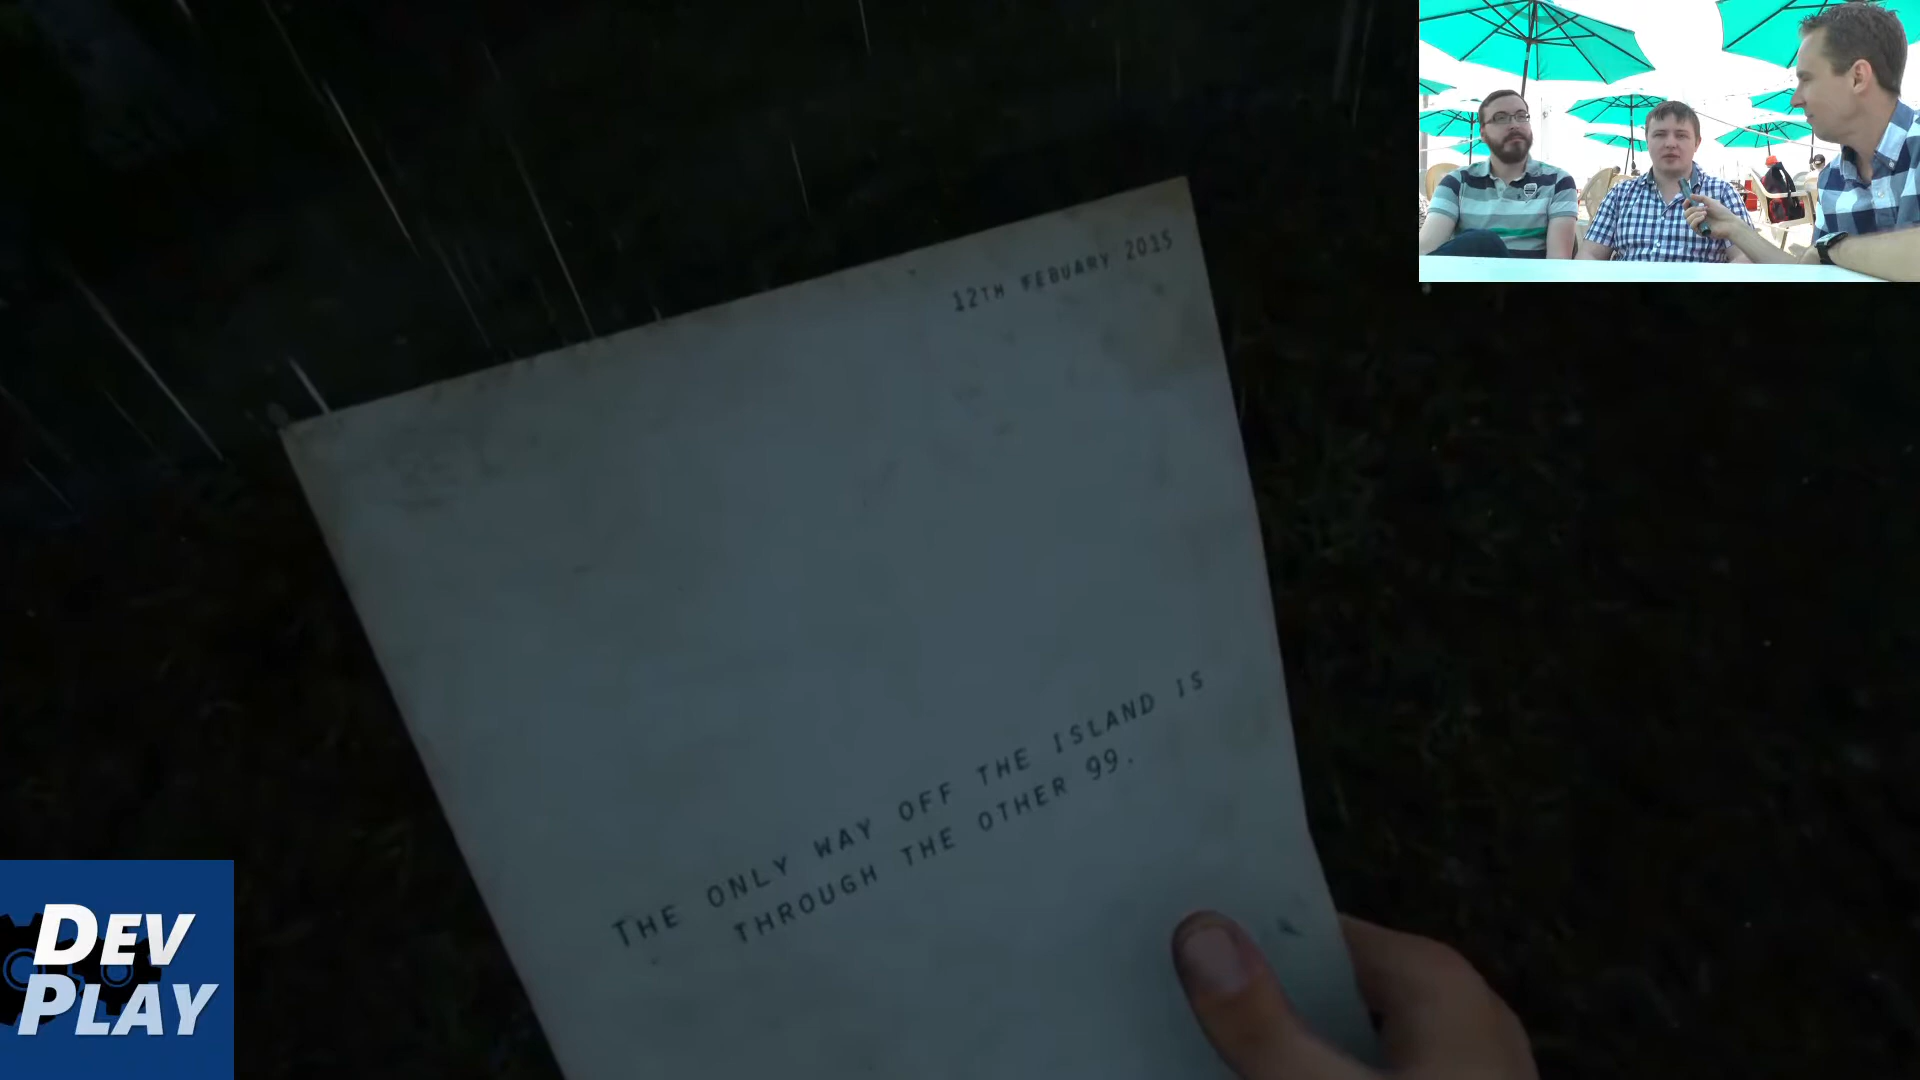 12TH FEBUARY 2015
THE ONLY WAY OFF THE ISLAND IS
THROUGH THE OTHER 99.
DEV
PLAY